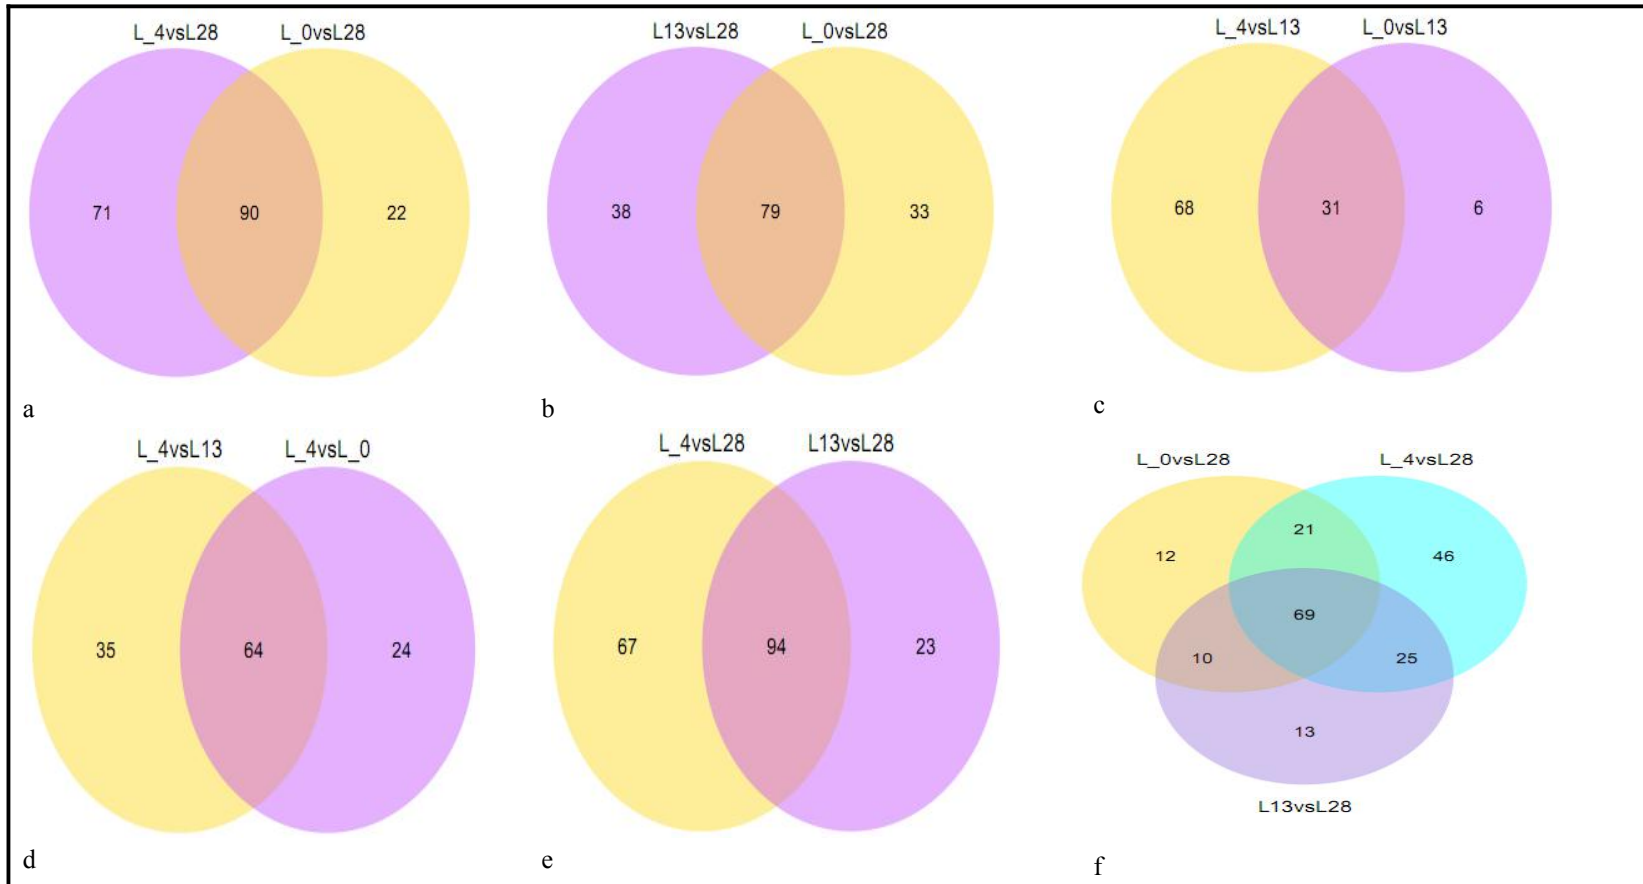 L_4vsL28 L_0vsL28
71 90 22
a
L13vsL28 L_0vsL28
38 79 33
b
L_4vsL13 L_0vsL13
68 31 6
c
L_4vsL13 L_4vsL_0
35 64 24
d
L_4vsL28 L13vsL28
67 94 23
e
L_0vsL28 L_4vsL28
21
12 46
69
10 25
13
L13vsL28
f